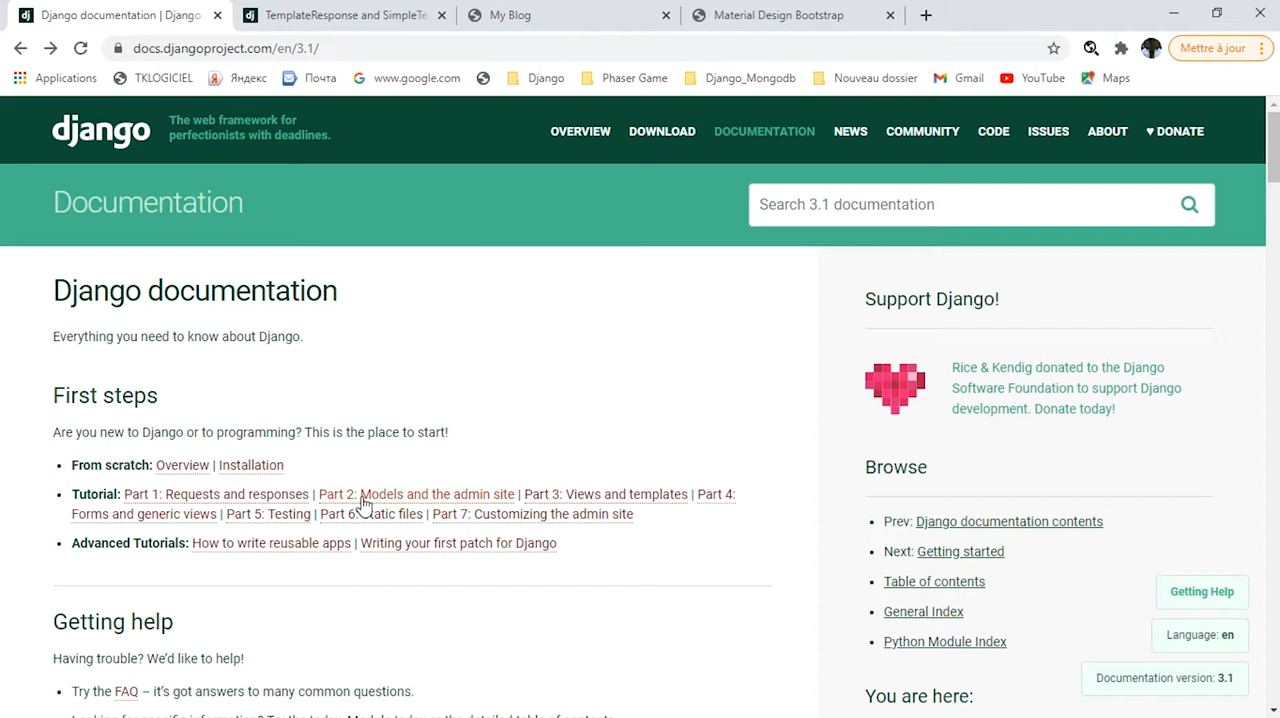 Django documentation | Django
TemplateResponse and SimpleTe
My Blog
Material Design Bootstrap
docs.djangoproject.com/en/3.1/
Mettre à jour
Applications
TKLOGICIEL
Яндекс
Почта
www.google.com
Django
Phaser Game
Django_Mongodb
Nouveau dossier
Gmail
YouTube
Maps
django
The web framework for
perfectionists with deadlines.
OVERVIEW
DOWNLOAD
DOCUMENTATION
NEWS
COMMUNITY
CODE
ISSUES
ABOUT
♥ DONATE
Documentation
Search 3.1 documentation
Django documentation
Everything you need to know about Django.
First steps
Are you new to Django or to programming? This is the place to start!
• From scratch: Overview | Installation
• Tutorial: Part 1: Requests and responses | Part 2: Models and the admin site | Part 3: Views and templates | Part 4:
Forms and generic views | Part 5: Testing | Part 6: Static files | Part 7: Customizing the admin site
• Advanced Tutorials: How to write reusable apps | Writing your first patch for Django
Getting help
Having trouble? We'd like to help!
• Try the FAQ – it's got answers to many common questions.
Support Django!
Rice & Kendig donated to the Django
Software Foundation to support Django
development. Donate today!
Browse
• Prev: Django documentation contents
• Next: Getting started
• Table of contents
• General Index
• Python Module Index
You are here:
Getting Help
Language: en
Documentation version: 3.1